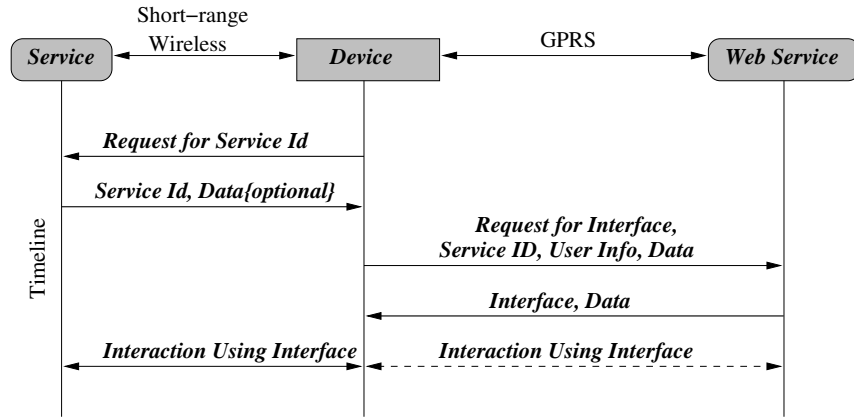 Short-range
Wireless
GPRS
Service
Device
Web Service
Request for Service Id
Service Id, Data{optional}
Request for Interface,
Service ID, User Info, Data
Interface, Data
Interaction Using Interface
Interaction Using Interface
Timeline